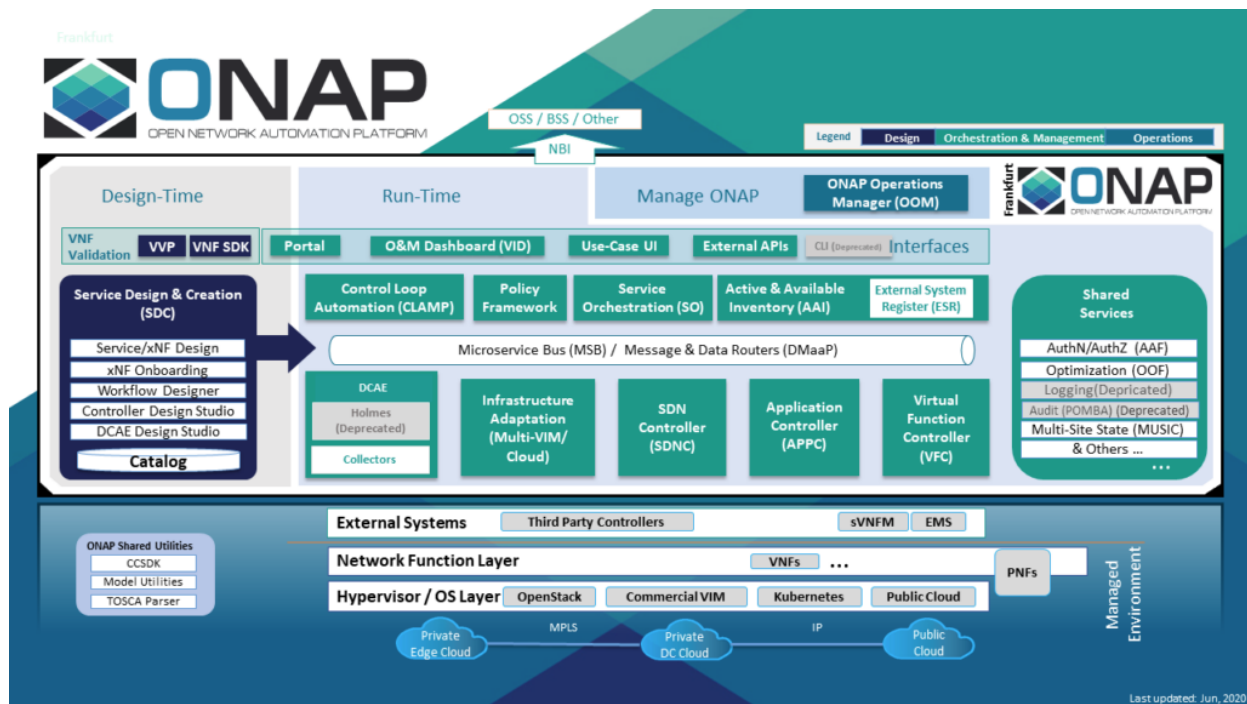 Frankfurt
ONAP
OPEN NETWORK AUTOMATION PLATFORM
OSS / BSS / Other
NBI
Legend
Design
Orchestration & Management
Operations
Design-Time
Run-Time
Manage ONAP
ONAP Operations
Manager (OOM)
Frankfurt
ONAP
OPEN NETWORK AUTOMATION PLATFORM
VNF
Validation
VVP
VNF SDK
Portal
O&M Dashboard (VID)
Use-Case UI
External APIs
CLI (Deprecated)
Interfaces
Service Design & Creation
(SDC)
Service/xNF Design
xNF Onboarding
Workflow Designer
Controller Design Studio
DCAE Design Studio
Catalog
Control Loop
Automation (CLAMP)
Policy
Framework
Service
Orchestration (SO)
Active & Available
Inventory (AAI)
External System
Register (ESR)
Microservice Bus (MSB) / Message & Data Routers (DMaaP)
DCAE
Holmes
(Deprecated)
Collectors
Infrastructure
Adaptation
(Multi-VIM/
Cloud)
SDN
Controller
(SDNC)
Application
Controller
(APPC)
Virtual
Function
Controller
(VFC)
Shared
Services
AuthN/AuthZ (AAF)
Optimization (OOF)
Logging(Depricated)
Audit (POMBA) (Deprecated)
Multi-Site State (MUSIC)
& Others ...
...
ONAP Shared Utilities
CCSDK
Model Utilities
TOSCA Parser
External Systems
Third Party Controllers
sVNFM
EMS
Network Function Layer
VNFs
...
PNFs
Hypervisor / OS Layer
OpenStack
Commercial VIM
Kubernetes
Public Cloud
Managed
Environment
Private
Edge Cloud
MPLS
Private
DC Cloud
IP
Public
Cloud
Last updated: Jun, 2020